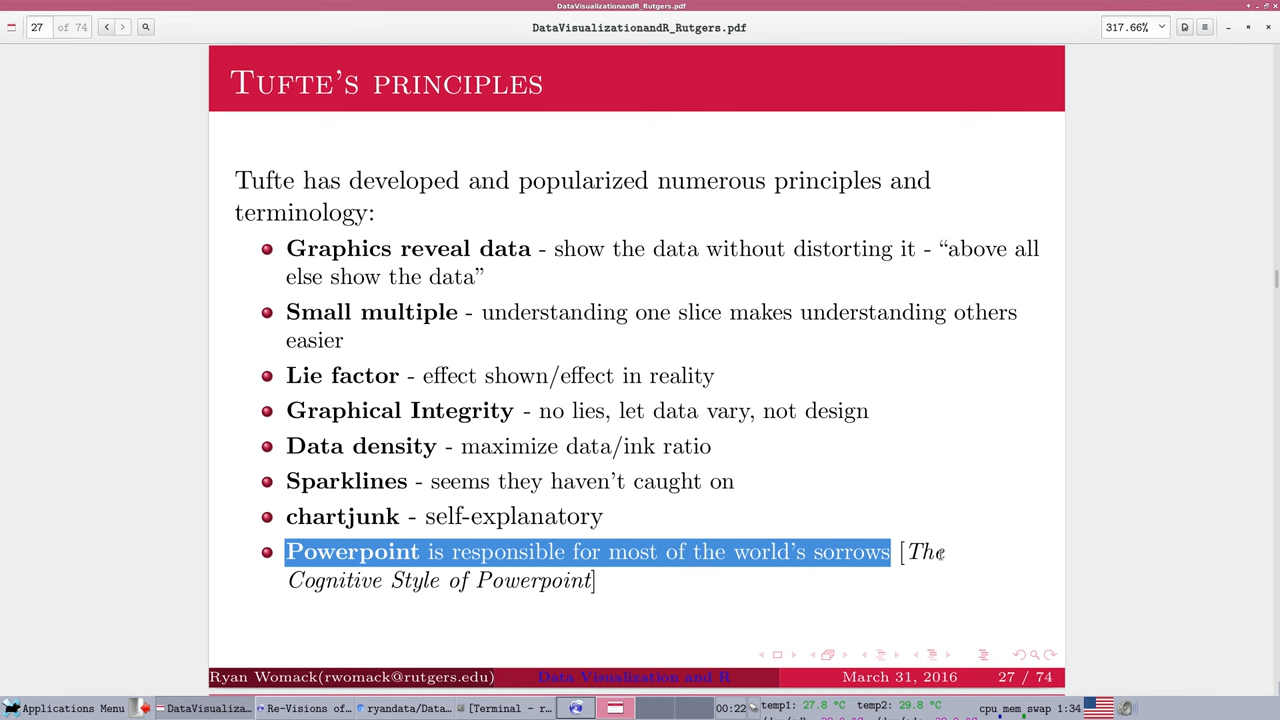 DataVisualizationandR_Rutgers.pdf
27 of 74
DataVisualizationandR_Rutgers.pdf
317.66%
TUFTE'S PRINCIPLES
Tufte has developed and popularized numerous principles and
terminology:
Graphics reveal data - show the data without distorting it - “above all
else show the data”
Small multiple - understanding one slice makes understanding others
easier
Lie factor - effect shown/effect in reality
Graphical Integrity - no lies, let data vary, not design
Data density - maximize data/ink ratio
Sparklines - seems they haven't caught on
chartjunk - self-explanatory
Powerpoint is responsible for most of the world's sorrows [The
Cognitive Style of Powerpoint]
Ryan Womack(rwomack@rutgers.edu) Data Visualization and R March 31, 2016 27 / 74
Applications Menu DataVisualiza... Re-Visions of... ryandata/Data... [Terminal - r... 00:22 temp1: 27.8 °C temp2: 29.8 °C cpu mem swap 1:34